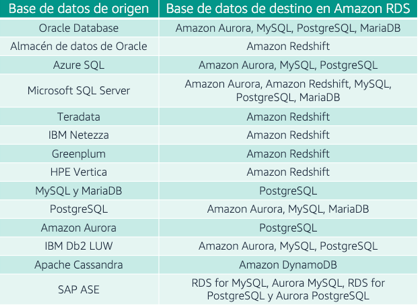 Base de datos de origen Base de datos de destino en Amazon RDS
Oracle Database Amazon Aurora, MySQL, PostgreSQL, MariaDB
Almacén de datos de Oracle Amazon Redshift
Azure SQL Amazon Aurora, MySQL, PostgreSQL
Microsoft SQL Server Amazon Aurora, Amazon Redshift, MySQL,
PostgreSQL, MariaDB
Teradata Amazon Redshift
IBM Netezza Amazon Redshift
Greenplum Amazon Redshift
HPE Vertica Amazon Redshift
MySQL y MariaDB PostgreSQL
PostgreSQL Amazon Aurora, MySQL, MariaDB
Amazon Aurora PostgreSQL
IBM Db2 LUW Amazon Aurora, MySQL, PostgreSQL
Apache Cassandra Amazon DynamoDB
SAP ASE RDS for MySQL, Aurora MySQL, RDS for
PostgreSQL y Aurora PostgreSQL